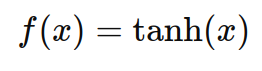 f(x) = tanh(x)